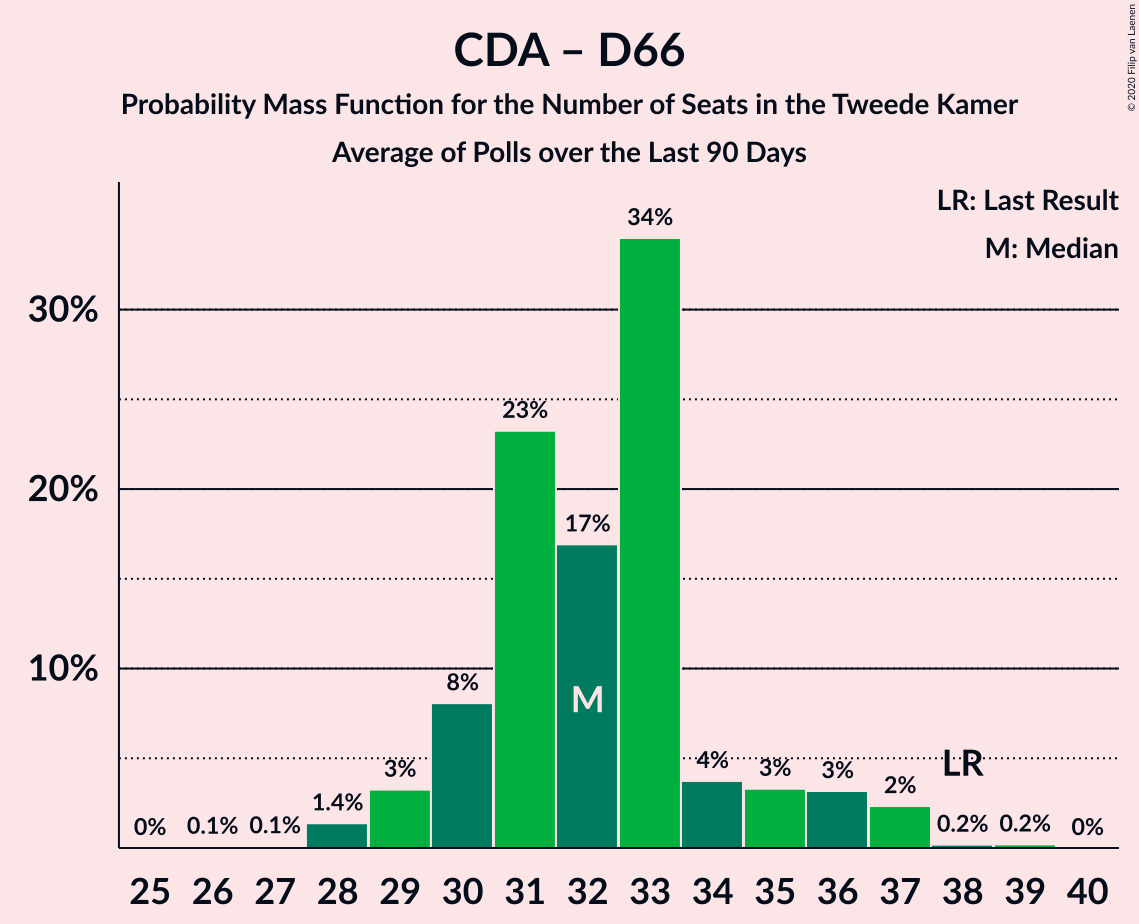 CDA – D66
Probability Mass Function for the Number of Seats in the Tweede Kamer
Average of Polls over the Last 90 Days
© 2020 Filip van Laenen
LR: Last Result
M: Median
30%
20%
10%
0%
0.1%
0.1%
1.4%
3%
8%
23%
17%
34%
4%
3%
3%
2%
0.2%
0.2%
0%
M
LR
25 26 27 28 29 30 31 32 33 34 35 36 37 38 39 40